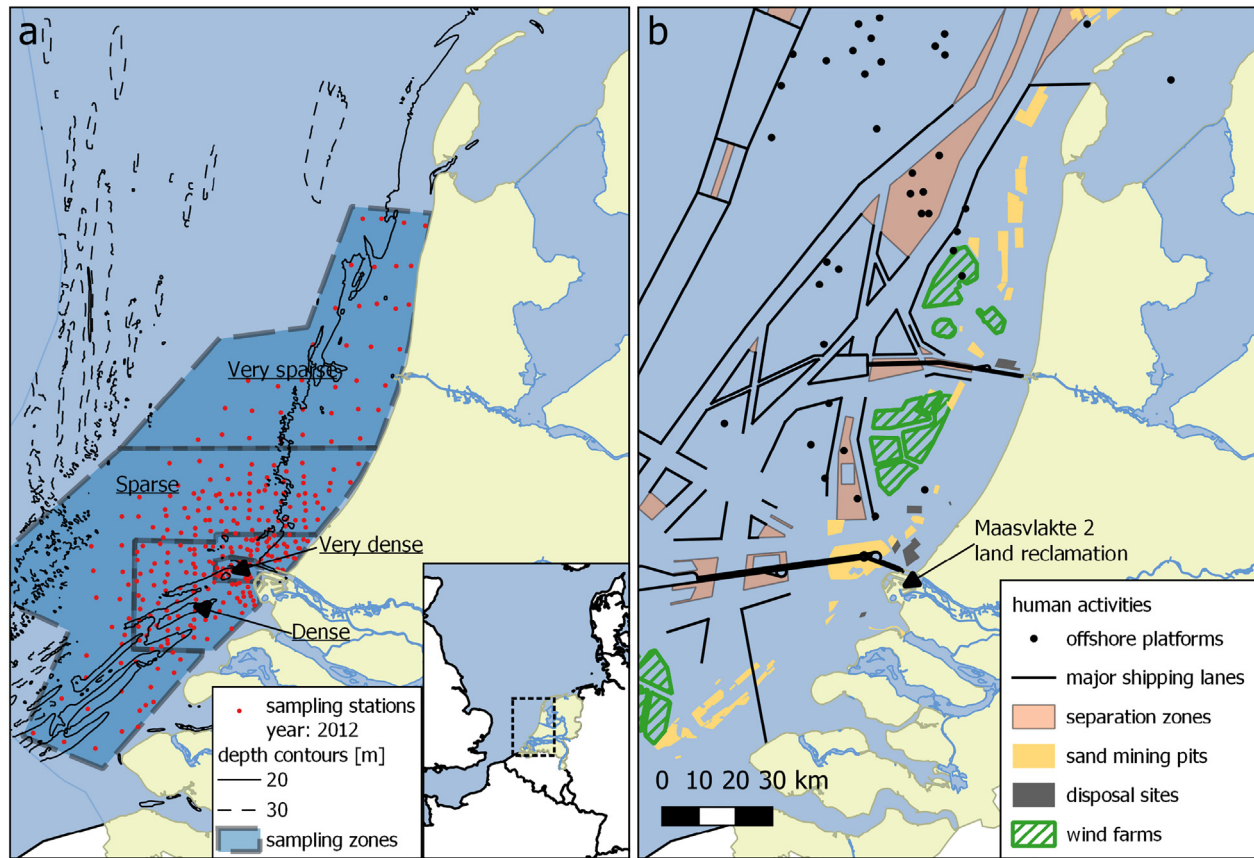 a
Very sparse
Sparse
Very dense
Dense
sampling stations
year: 2012
depth contours [m]
20
30
sampling zones
b
Maasvlakte 2
land reclamation
0 10 20 30 km
human activities
offshore platforms
major shipping lanes
separation zones
sand mining pits
disposal sites
wind farms